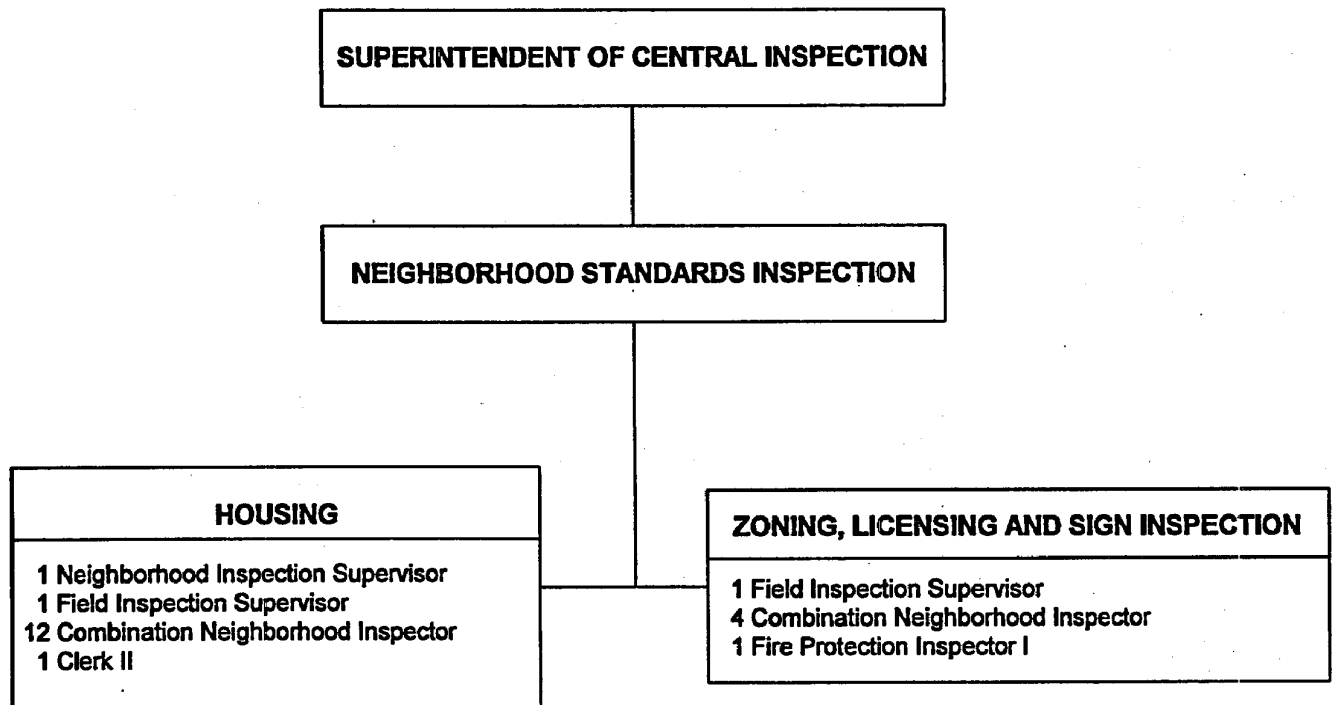 SUPERINTENDENT OF CENTRAL INSPECTION
NEIGHBORHOOD STANDARDS INSPECTION
HOUSING
1 Neighborhood Inspection Supervisor
1 Field Inspection Supervisor
12 Combination Neighborhood Inspector
1 Clerk II
ZONING, LICENSING AND SIGN INSPECTION
1 Field Inspection Supervisor
4 Combination Neighborhood Inspector
1 Fire Protection Inspector I